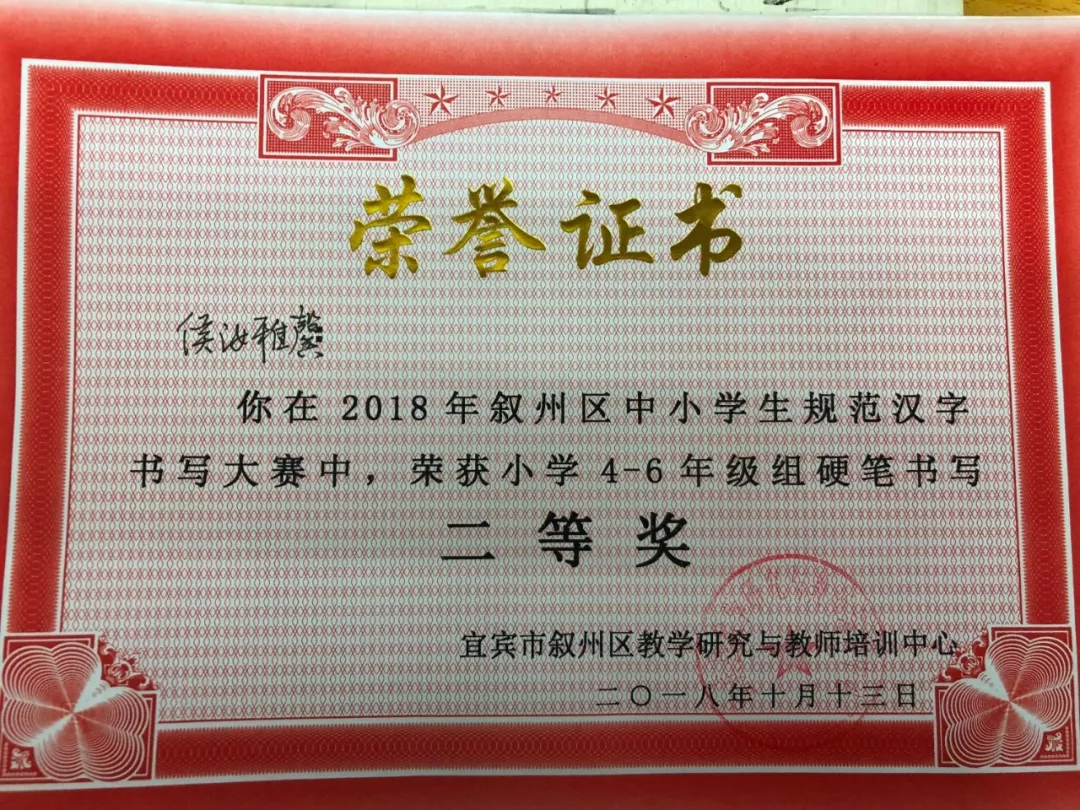 荣誉证书
侯汝雅馨
你在2018年叙州区中小学生规范汉字
书写大赛中，荣获小学4-6年级组硬笔书写
二等奖
宜宾市叙州区教学研究与教师培训中心
二〇一八年十月十三日